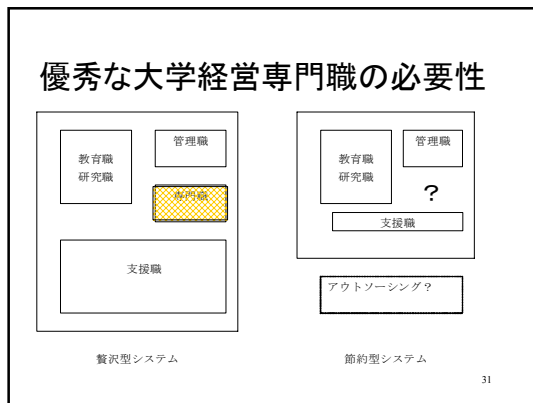 優秀な大学経営専門職の必要性
教育職
研究職
管理職
専門職
支援職
贅沢型システム
教育職
研究職
管理職
？
支援職
アウトソーシング？
節約型システム
31